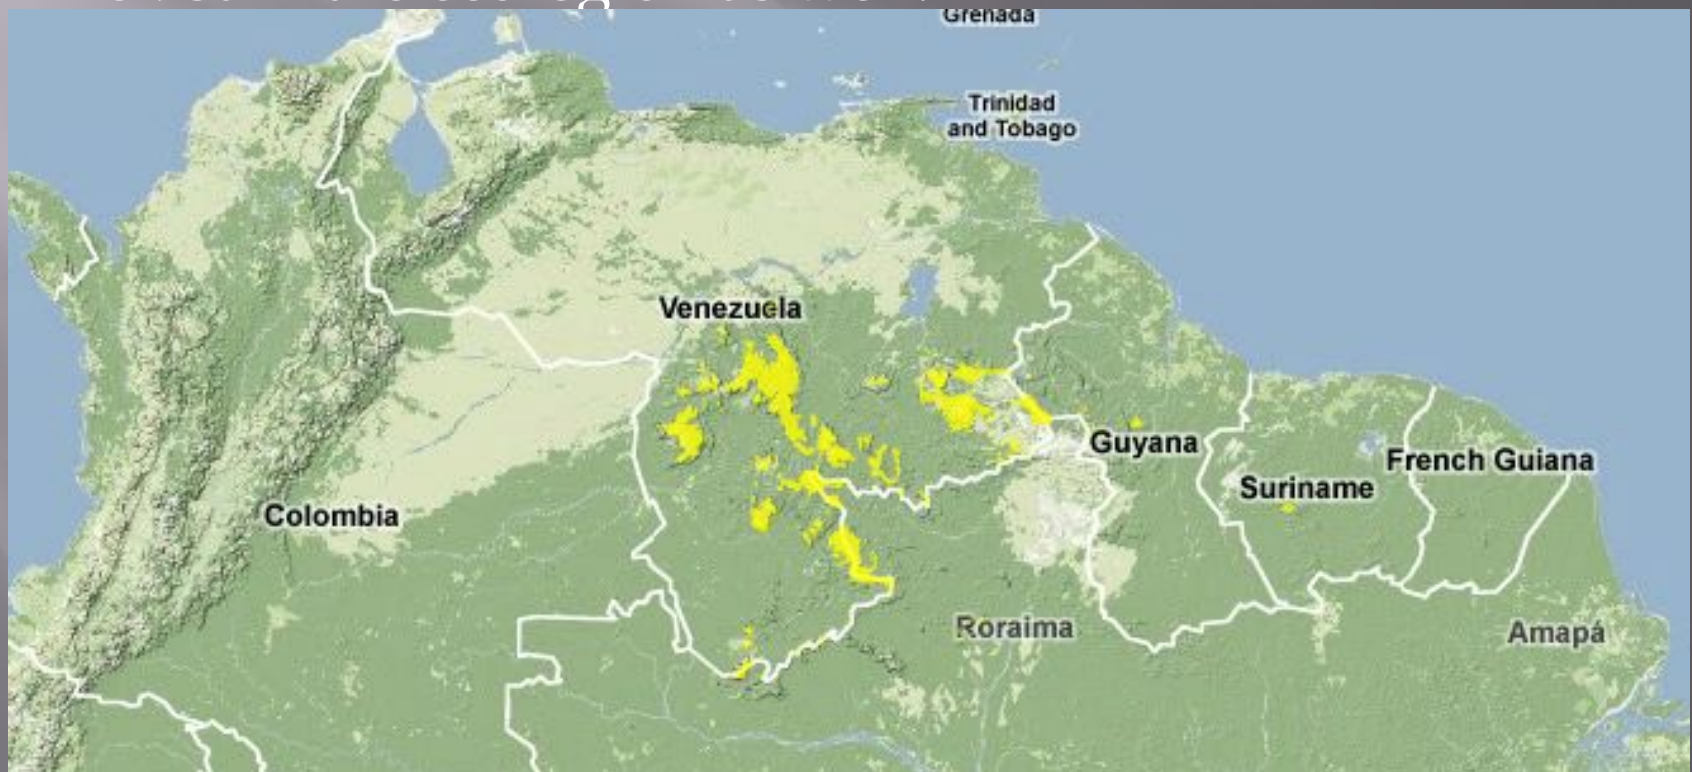 Grenada
Trinidad
and Tobago
Venezuela
Guyana
French Guiana
Suriname
Colombia
Roraima
Amapá